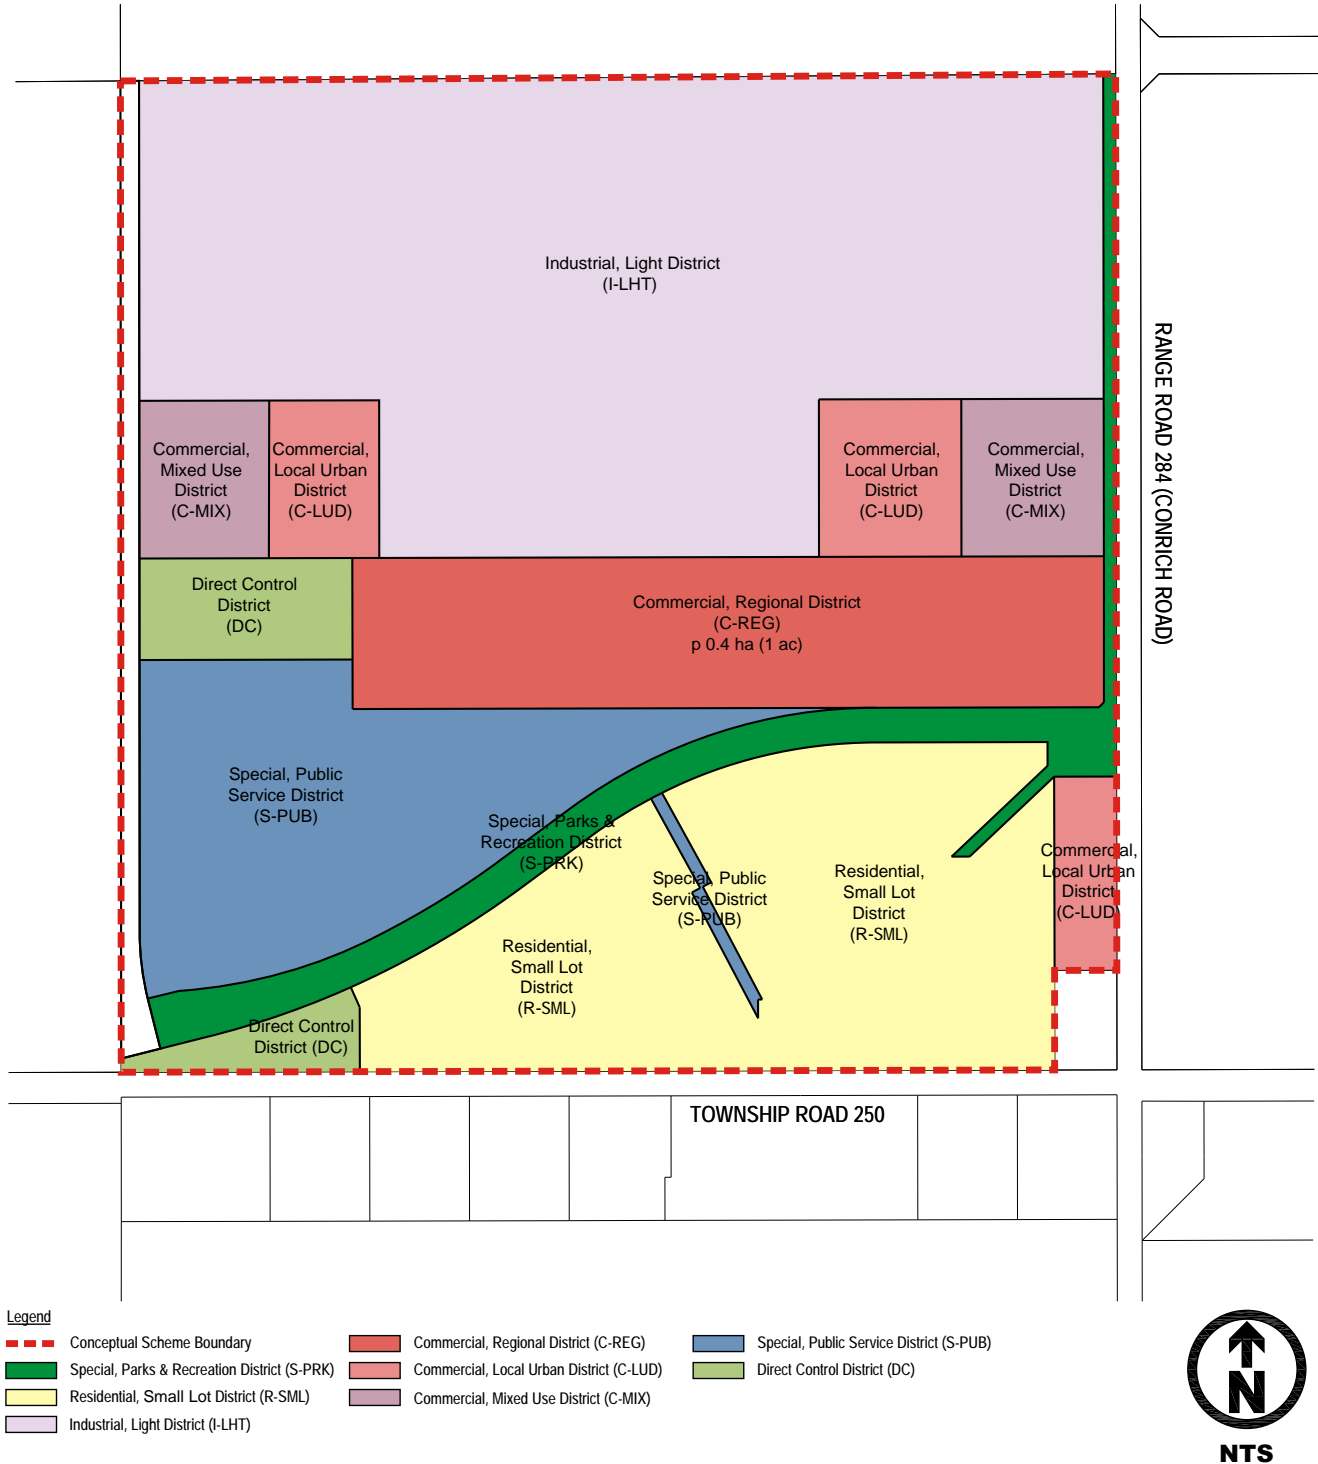 Industrial, Light District
(I-LHT)
RANGE ROAD 284 (CONRICH ROAD)
Commercial,
Mixed Use
District
(C-MIX)
Commercial,
Local Urban
District
(C-LUD)
Commercial,
Local Urban
District
(C-LUD)
Commercial,
Mixed Use
District
(C-MIX)
Direct Control
District
(DC)
Commercial, Regional District
(C-REG)
p 0.4 ha (1 ac)
Special, Public
Service District
(S-PUB)
Special, Parks &
Recreation District
(S-PRK)
Special, Public
Service District
(S-PUB)
Residential,
Small Lot
District
(R-SML)
Commercial,
Local Urban
District
(C-LUD)
Residential,
Small Lot
District
(R-SML)
Direct Control
District (DC)
TOWNSHIP ROAD 250
Legend
Conceptual Scheme Boundary
Special, Parks & Recreation District (S-PRK)
Residential, Small Lot District (R-SML)
Industrial, Light District (I-LHT)
Commercial, Regional District (C-REG)
Commercial, Local Urban District (C-LUD)
Commercial, Mixed Use District (C-MIX)
Special, Public Service District (S-PUB)
Direct Control District (DC)
N
NTS